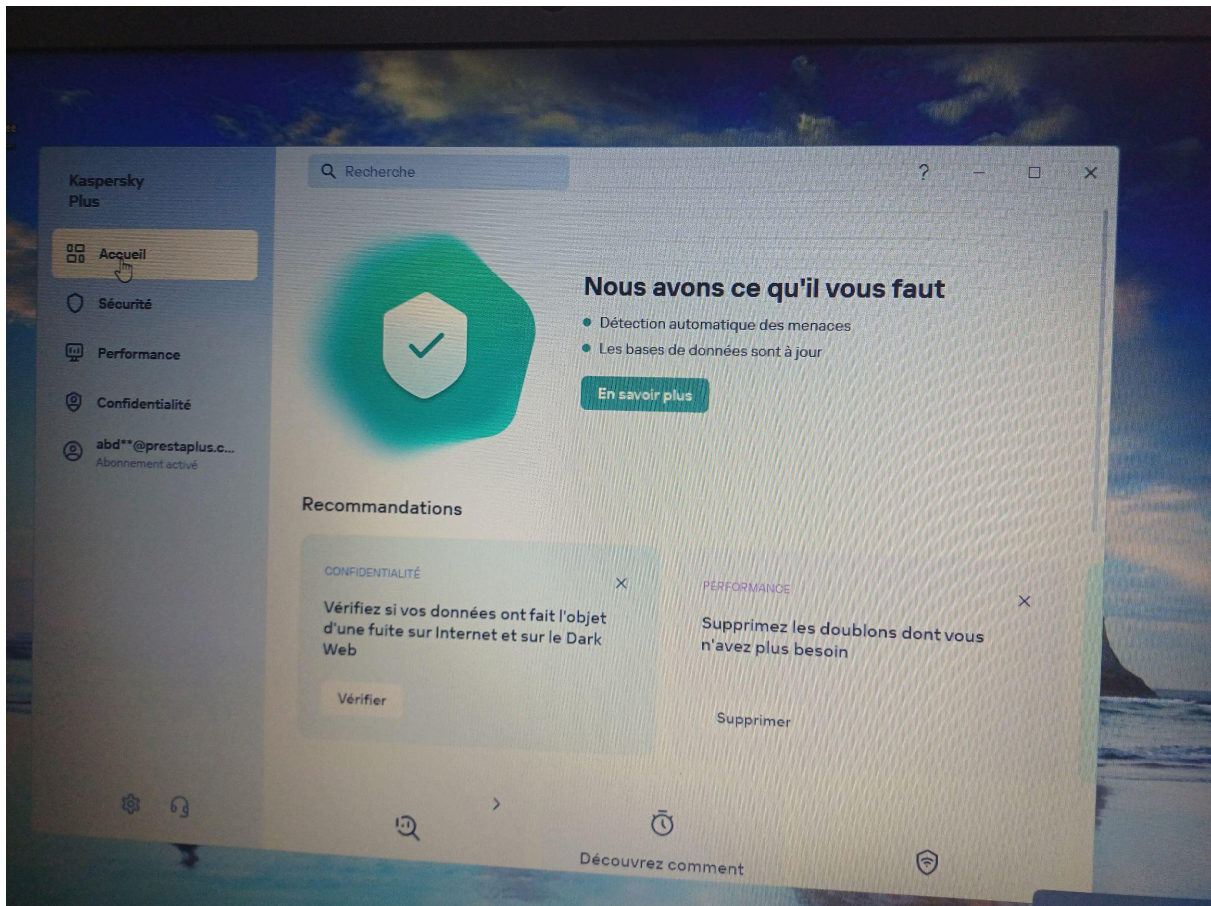 Kaspersky
Plus
Recherche
?
Accueil
Sécurité
Performance
Confidentialité
abd**@prestaplus.c...
Abonnement activé
Nous avons ce qu'il vous faut
Détection automatique des menaces
Les bases de données sont à jour
En savoir plus
Recommandations
CONFIDENTIALITÉ
Vérifiez si vos données ont fait l'objet
d'une fuite sur Internet et sur le Dark
Web
Vérifier
PERFORMANCE
Supprimez les doublons dont vous
n'avez plus besoin
Supprimer
Découvrez comment